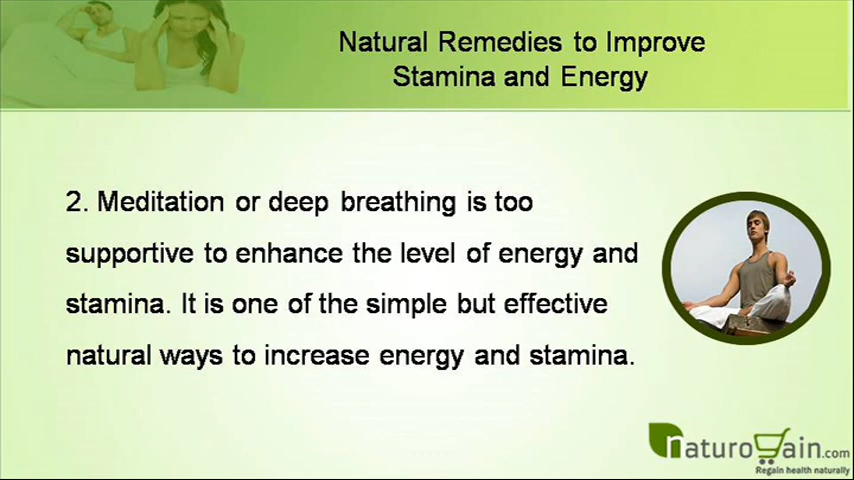 Natural Remedies to Improve
Stamina and Energy
2. Meditation or deep breathing is too
supportive to enhance the level of energy and
stamina. It is one of the simple but effective
natural ways to increase energy and stamina.
naturogain.com
Regain health naturally